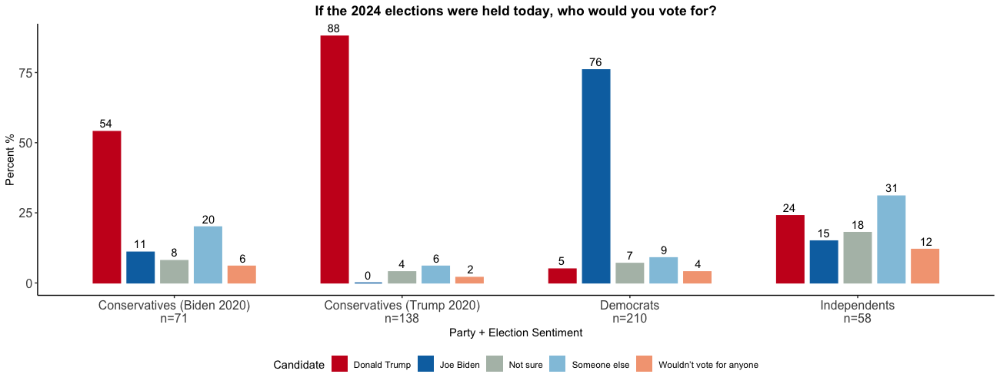 If the 2024 elections were held today, who would you vote for?
Percent %
75
50
25
0
54
11
8
20
6
88
0
4
6
2
5
76
7
9
4
24
15
18
31
12
Conservatives (Biden 2020)
n=71
Conservatives (Trump 2020)
n=138
Democrats
n=210
Independents
n=58
Party + Election Sentiment
Candidate Donald Trump Joe Biden Not sure Someone else Wouldn't vote for anyone